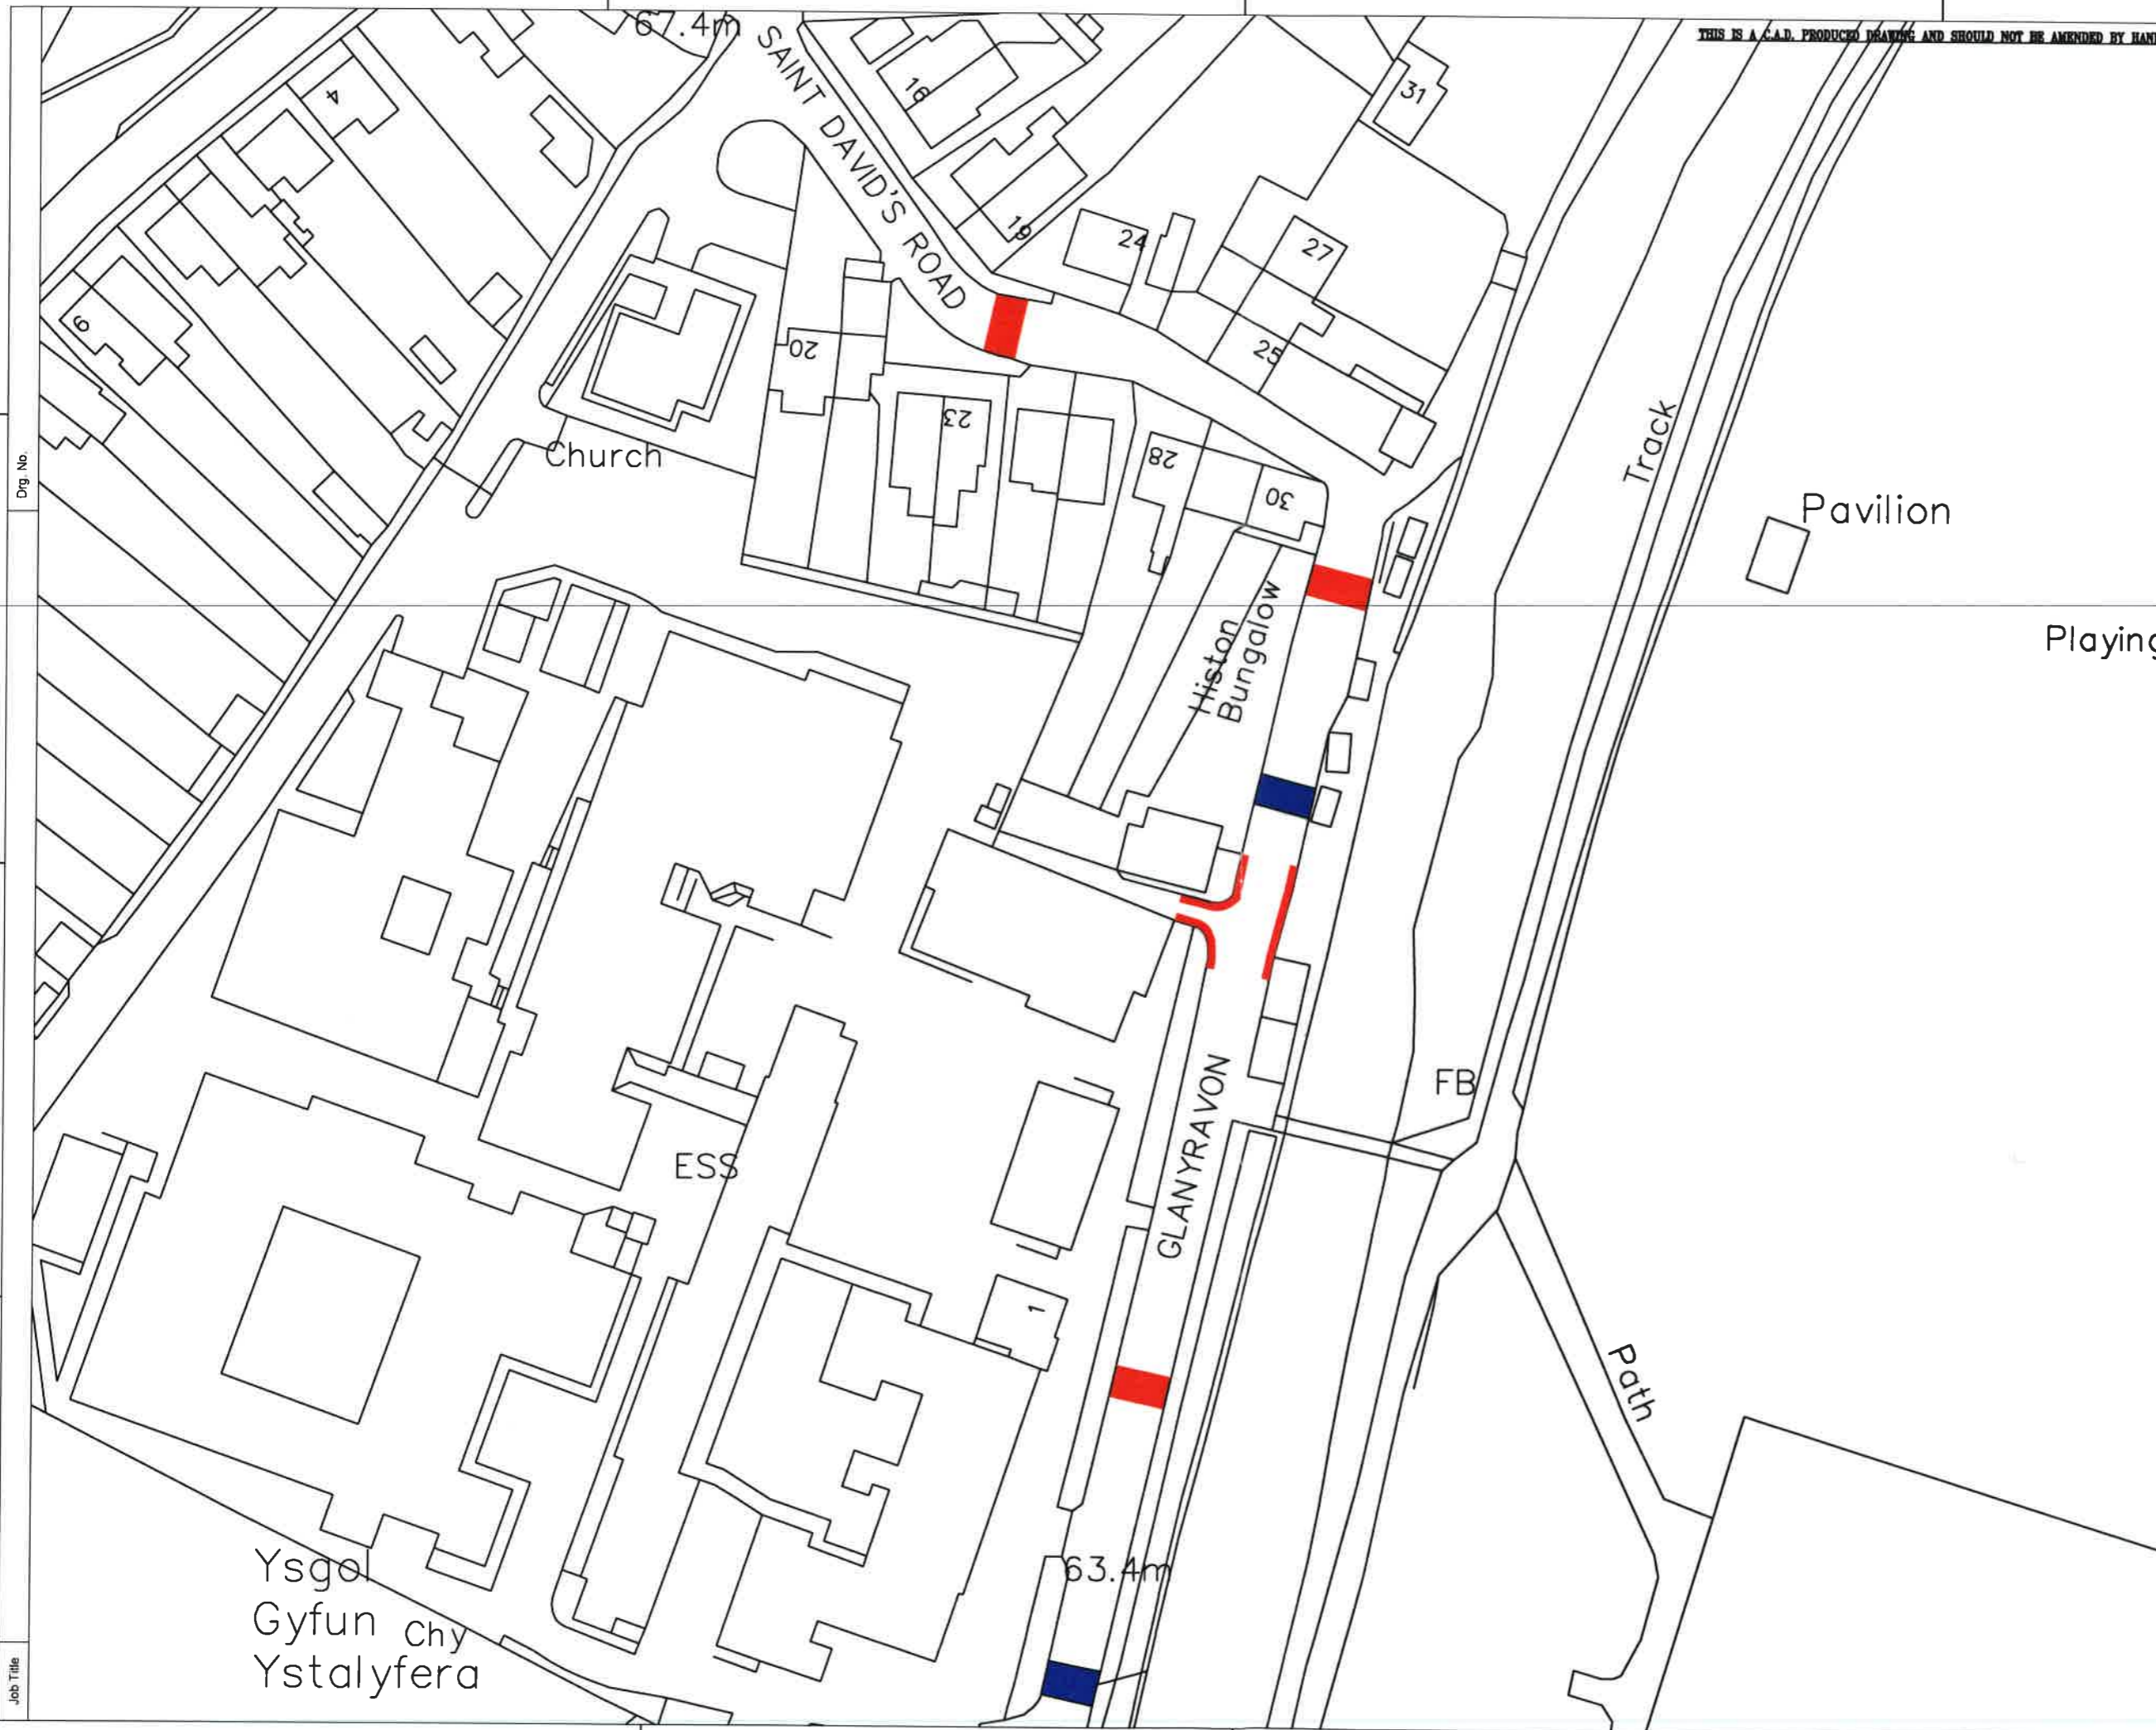 67.4m
THIS IS A C.A.D. PRODUCED DRAWING AND SHOULD NOT BE AMENDED BY HAND
SAINT DAVID'S ROAD
4
16
31
19
24
27
9
20
25
23
Church
28
30
Drg. No.
Track
Pavilion
Histon
Bungalow
Playing
FB
GLANYRAVON
ESS
1
Path
63.4m
Ysgol
Gyfun
Chy
Ystalyfera
Job Title